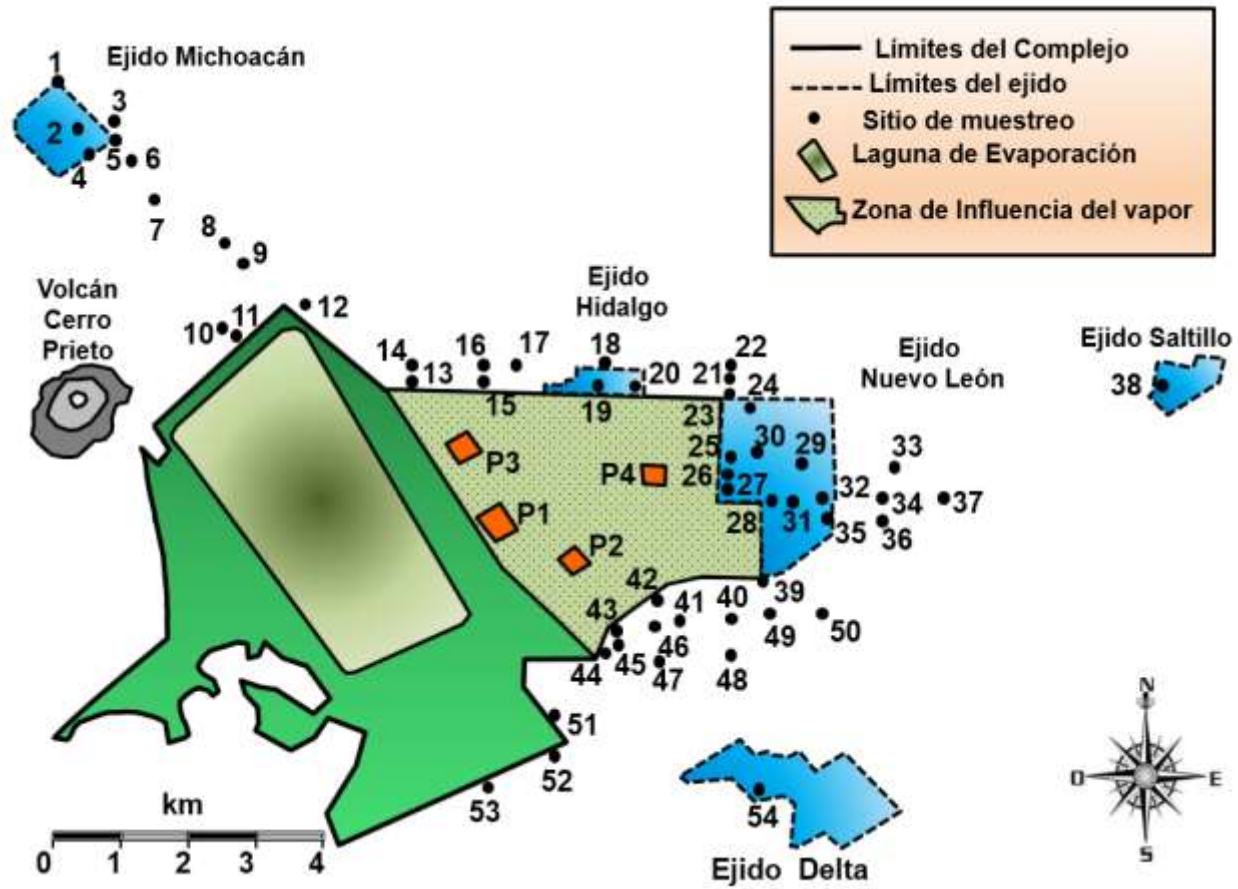 Ejido Michoacán
1
3
2
5
6
4
7
8
9
Límites del Complejo
Límites del ejido
Sitio de muestreo
Laguna de Evaporación
Zona de Influencia del vapor
Volcán
Cerro
Prieto
10
11
12
Ejido
Hidalgo
14
13
16
15
17
18
19
20
22
21
24
23
Ejido
Nuevo León
Ejido Saltillo
38
P3
P1
P4
P2
25
30
29
26
27
28
31
32
35
33
34
37
36
42
43
41
40
39
49
50
44
45
46
47
48
51
52
53
54
Ejido Delta
km
0 1 2 3 4
N
O
E
S